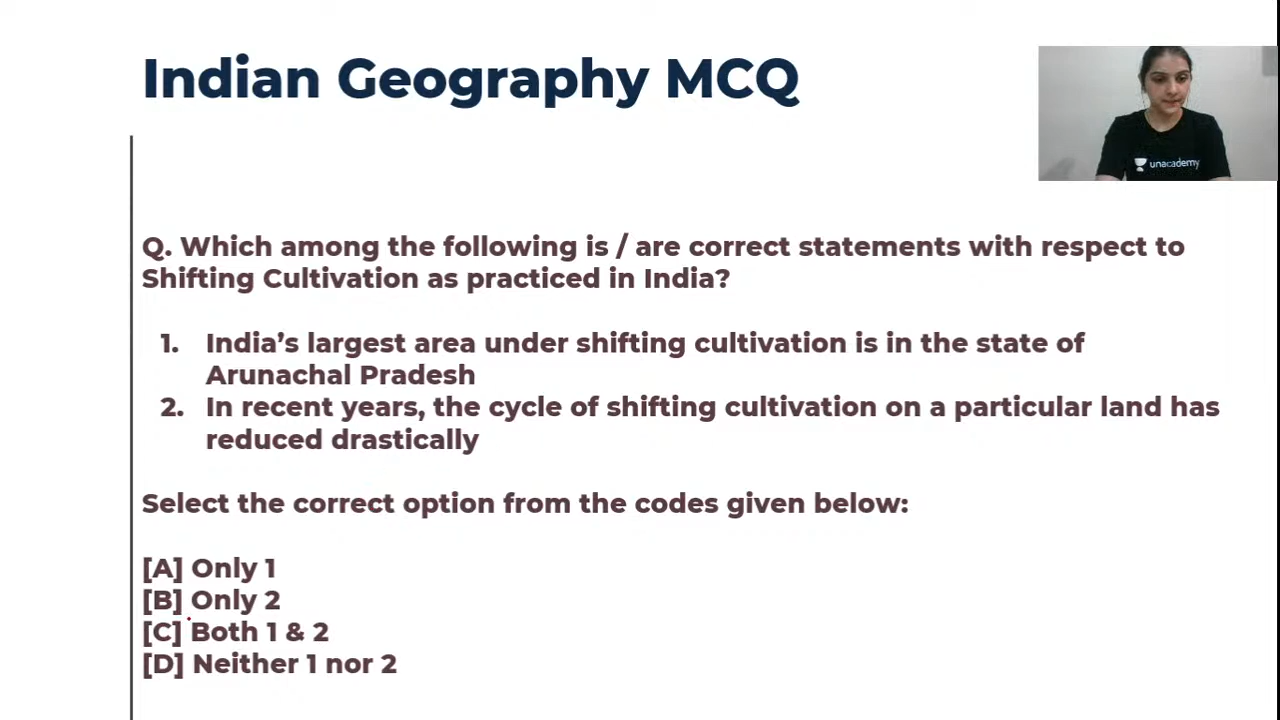 Indian Geography MCQ
unacademy
Q. Which among the following is / are correct statements with respect to
Shifting Cultivation as practiced in India?
1. India’s largest area under shifting cultivation is in the state of
Arunachal Pradesh
2. In recent years, the cycle of shifting cultivation on a particular land has
reduced drastically
Select the correct option from the codes given below:
[A] Only 1
[B] Only 2
[C] Both 1 & 2
[D] Neither 1 nor 2